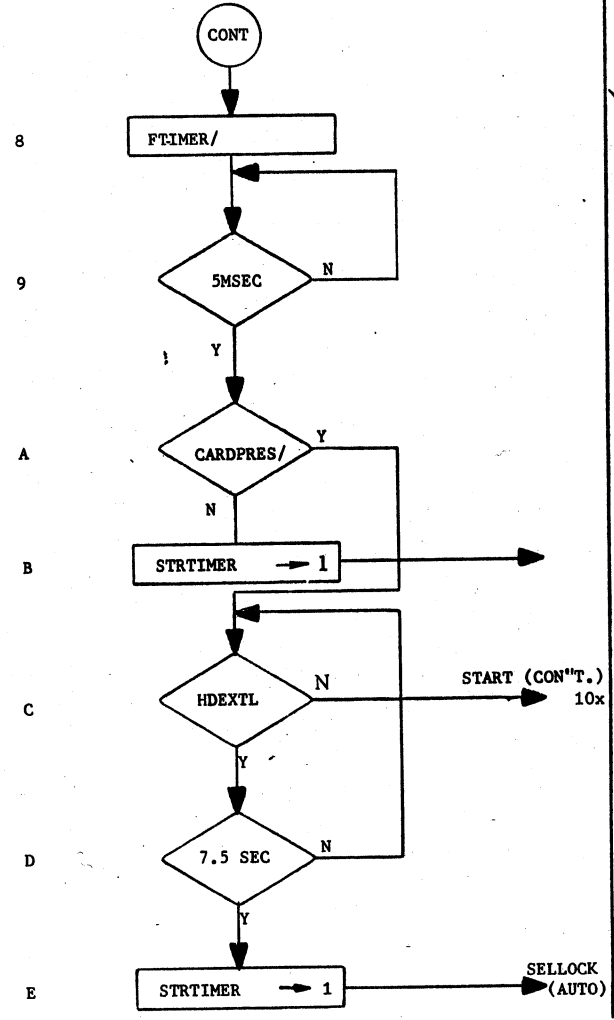 CONT
8
FTIMER/
9
5MSEC
N
Y
A
CARDPRES/
Y
N
B
STRTIMER → 1
C
HDEXTL
N
START (CON"T.)
10x
Y
D
7.5 SEC
N
Y
E
STRTIMER → 1
SELLOCK
(AUTO)